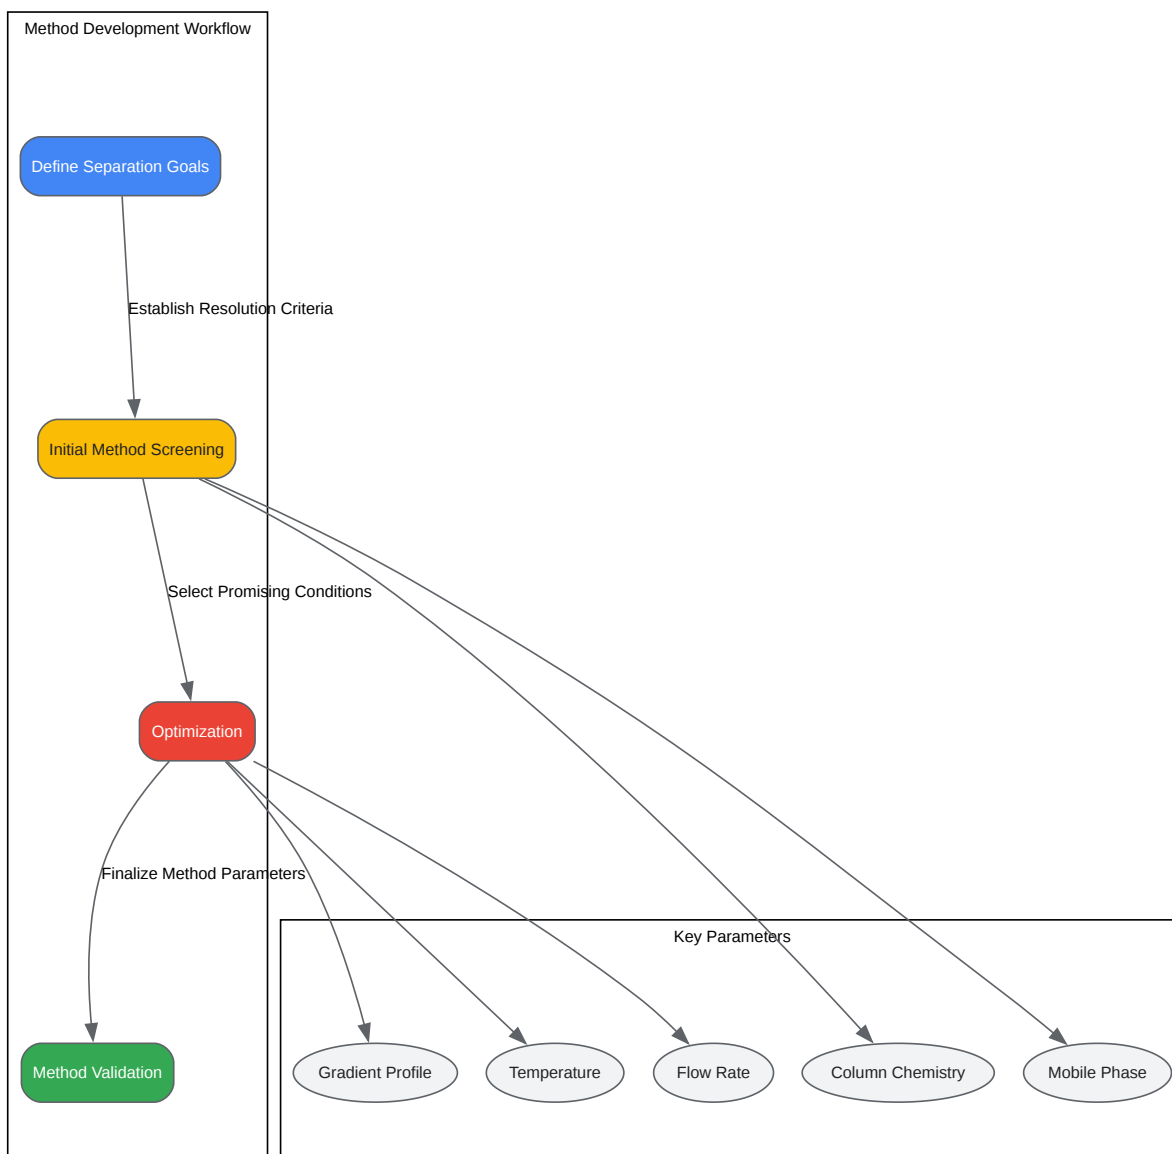 Method Development Workflow
Define Separation Goals
Establish Resolution Criteria
Initial Method Screening
Select Promising Conditions
Optimization
Finalize Method Parameters
Key Parameters
Method Validation
Gradient Profile
Temperature
Flow Rate
Column Chemistry
Mobile Phase